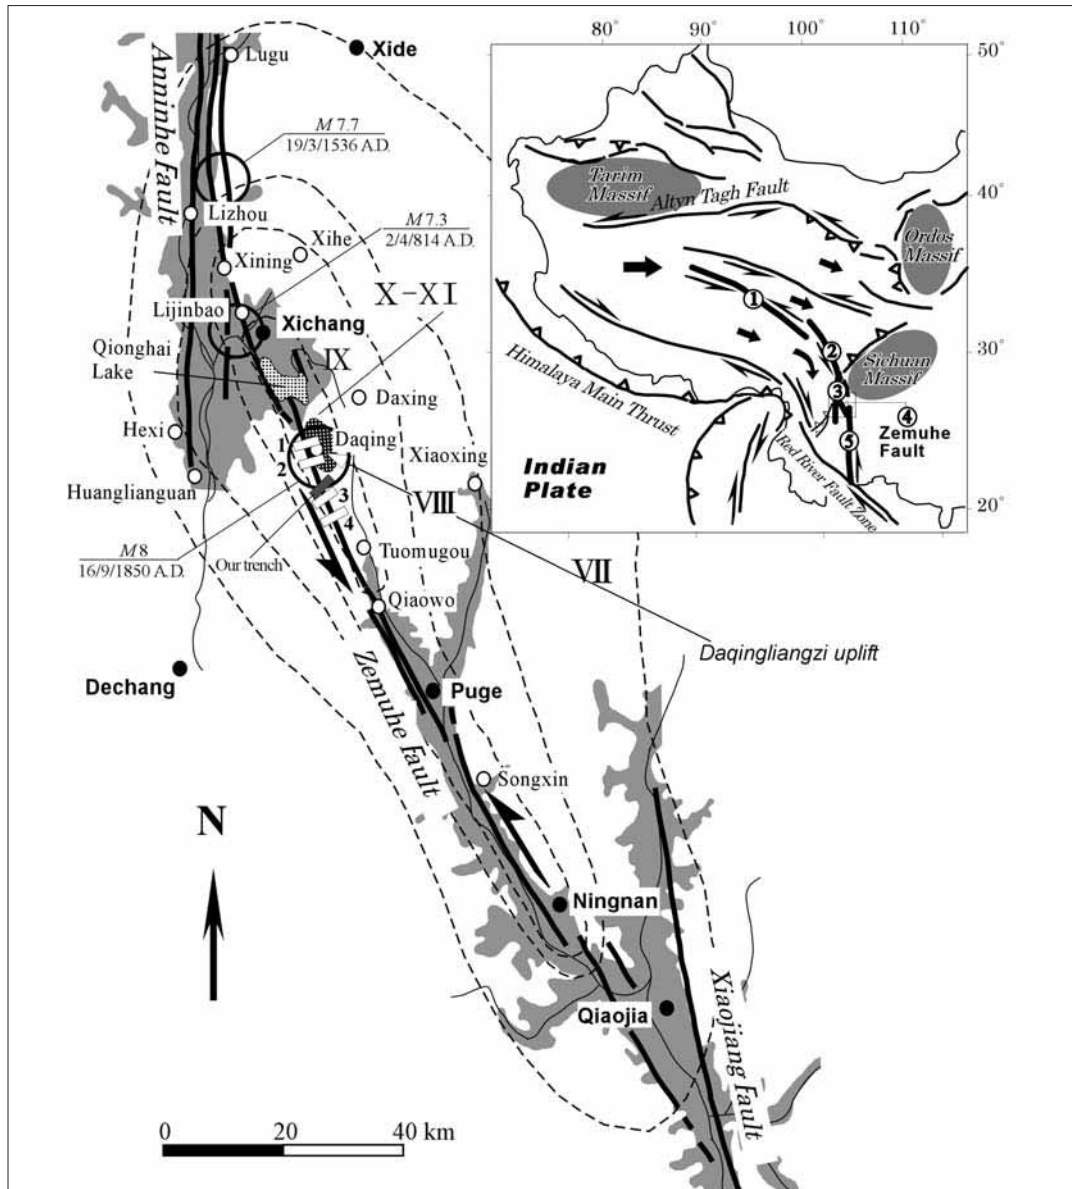 Lugu
Xide
Anninhe Fault
M 7.7
19/3/1536 A.D.
Lizhou
M 7.3
2/4/814 A.D.
Xihe
Xining
X-XI
Lijinbao
Xichang
Qionghai
Lake
IX
Daxing
Hexi
Daqing
1
2
Xiaoxing
Huanglianguan
3
VIII
4
M 8
16/9/1850 A.D.
Our trench
Tuomugou
VII
Qiaowo
Daqingliangzi uplift
Zemuhe Fault
Dechang
Puge
Songxin
N
Ningnan
Qiaojia
Xiaojiang Fault
0 20 40 km
80° 90° 100° 110°
50°
Tarim
Massif
Altyn Tagh Fault
40°
Ordos
Massif
①
②
30°
Sichuan
Massif
Himalaya Main Thrust
③
④
Zemuhe
Fault
⑤
Red River Fault Zone
Indian
Plate
20°